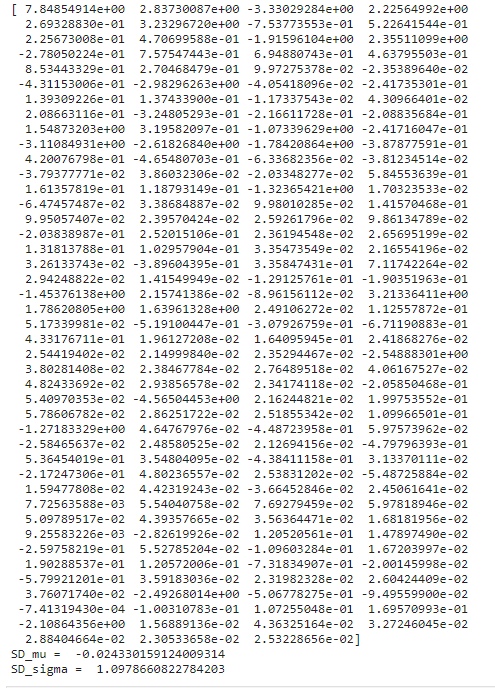 [ 7.84854914e+00 2.83730087e+00 -3.33029284e+00 2.22564992e+00
2.69328830e-01 3.23296720e+00 -7.53773553e-01 5.22641544e-01
2.25673008e-01 4.70699588e-01 -1.91596104e+00 2.35511099e+00
-2.78050224e-01 7.57547443e-01 6.94880743e-01 4.63795503e-01
8.53443329e-01 2.70468479e-01 9.97275378e-02 -2.35389640e-02
-4.31153006e-01 -2.98296263e+00 -4.05418096e-02 -2.41735301e-01
1.39309226e-01 1.37433900e-01 -1.17337543e-02 4.30966401e-02
2.08663116e-01 -3.24805293e-01 -2.16611728e-01 -2.08835684e-01
1.54873203e+00 3.19582097e-01 -1.07339629e+00 -2.41716047e-01
-3.11084931e+00 -2.61826840e+00 -1.78420864e+00 -3.87877591e-01
4.20076798e-01 -4.65480703e-01 -6.33682356e-02 -3.81234514e-02
-3.79377771e-02 3.86032306e-02 -2.03348277e-02 5.84553639e-01
1.61357819e-01 1.18793149e-01 -1.32365421e+00 1.70323533e-02
-6.47457487e-02 3.38684887e-02 9.98010285e-02 1.41570468e-01
9.95057407e-02 2.39570424e-02 2.59261796e-02 9.86134789e-02
-2.03838987e-01 2.52015106e-01 2.36194548e-02 2.65695199e-02
1.31813788e-01 1.02957904e-01 3.35473549e-02 2.16554196e-02
3.26133743e-02 -3.89604395e-01 3.35847431e-01 7.11742264e-02
2.94248822e-02 1.41549949e-02 -1.29125761e-01 -1.90351963e-01
-1.45376138e+00 2.15741386e-02 -8.96156112e-02 3.21336411e+00
1.78620805e+00 1.63961328e+00 2.49106272e-02 1.12557872e-01
5.17339981e-02 -5.19100447e-01 -3.07926759e-01 -6.71190883e-01
4.33176711e-01 1.96127208e-02 1.64095945e-01 2.41868276e-02
2.54419402e-02 2.14999840e-02 2.35294467e-02 -2.54888301e+00
3.80281408e-02 2.38467784e-02 2.76489518e-02 4.06167527e-02
4.82433692e-02 2.93856578e-02 2.34174118e-02 -2.05850468e-01
5.40970353e-02 -4.56504453e+00 2.16244821e-02 1.99753552e-01
5.78606782e-02 2.86251722e-02 2.51855342e-02 1.09966501e-01
-1.27183329e+00 4.64767976e-02 -4.48723958e-01 5.97573962e-02
-2.58465637e-02 2.48580525e-02 2.12694156e-02 -4.79796393e-01
5.36454019e-01 3.54804095e-02 -4.38411158e-01 3.13370111e-02
-2.17247306e-01 4.80236557e-02 2.53831202e-02 -5.48725884e-02
1.59477808e-02 4.42319243e-02 -3.66452846e-02 2.45061641e-02
7.72563588e-03 5.54040758e-02 7.69279459e-02 5.97818946e-02
5.09789517e-02 4.39357665e-02 3.56364471e-02 1.68181956e-02
9.25583226e-03 -2.82619926e-02 1.20520561e-01 1.47897490e-02
-2.59758219e-01 5.52785204e-02 -1.09603284e-01 1.67203997e-02
1.90288537e-01 1.20572006e-01 -7.31834907e-01 -2.00145998e-02
-5.79921201e-01 3.59183036e-02 2.31982328e-02 2.60424409e-02
3.76071740e-02 -2.49268014e+00 -5.06778275e-01 -9.49559900e-02
-7.41319430e-04 -1.00310783e-01 1.07255048e-01 1.69570993e-01
-2.10864356e+00 1.56889136e-02 4.36325164e-02 3.27246045e-02
2.88404664e-02 2.30533658e-02 2.53228656e-02]
SD_mu =  -0.024330159124009314
SD_sigma =  1.0978660822784203